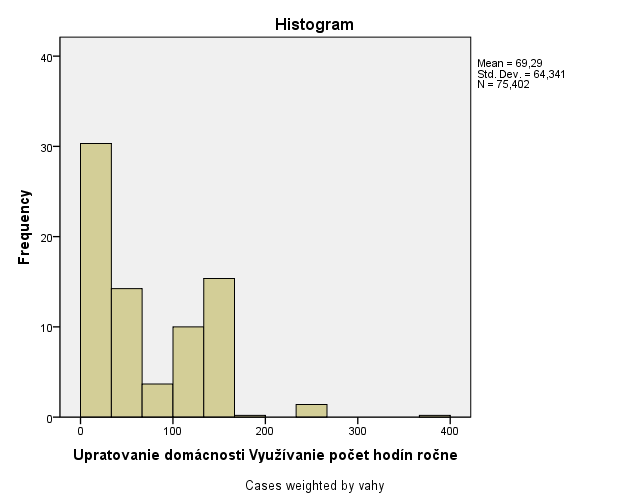 Histogram
Mean = 69,29
Std. Dev. = 64,341
N = 75,402
Frequency
40
30
20
10
0
0 100 200 300 400
Upratovanie domácnosti Využívanie počet hodín ročne
Cases weighted by vahy